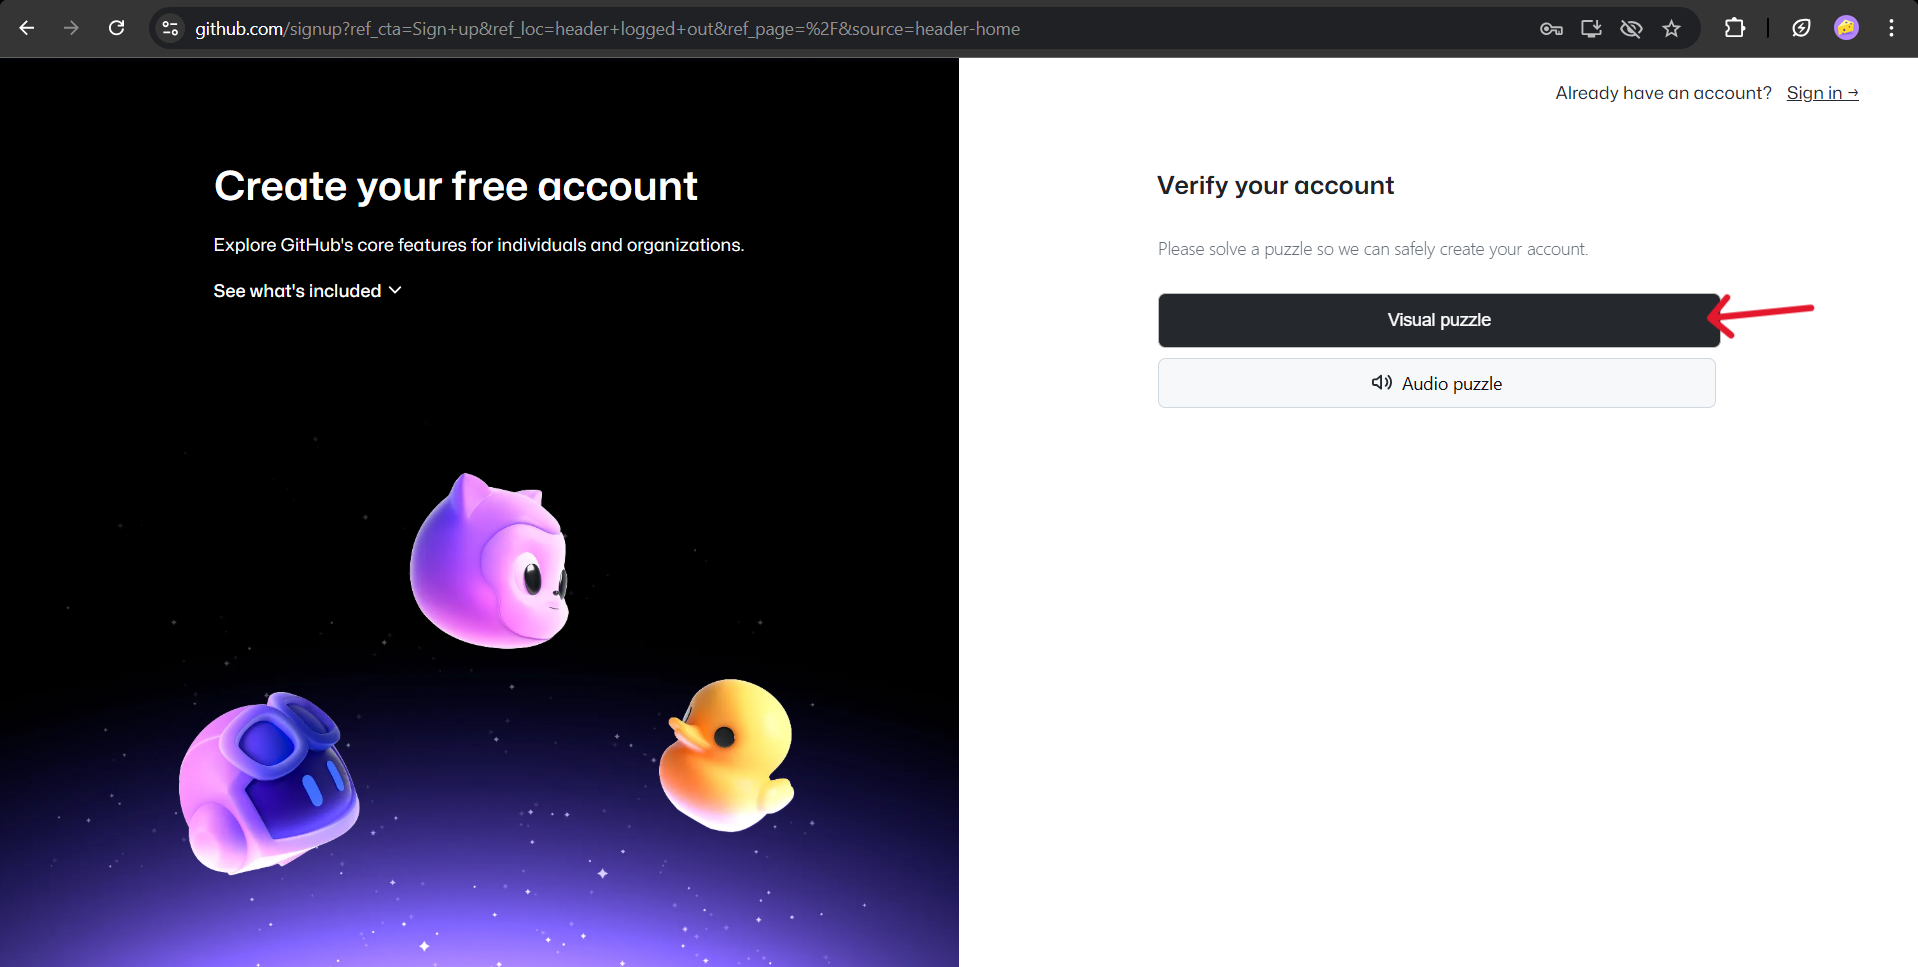 github.com/signup?ref_cta=Sign+up&ref_loc=header+logged+out&ref_page=%2F&source=header-home
Already have an account? Sign in →
Create your free account
Explore GitHub's core features for individuals and organizations.
See what's included
Verify your account
Please solve a puzzle so we can safely create your account.
Visual puzzle
Audio puzzle